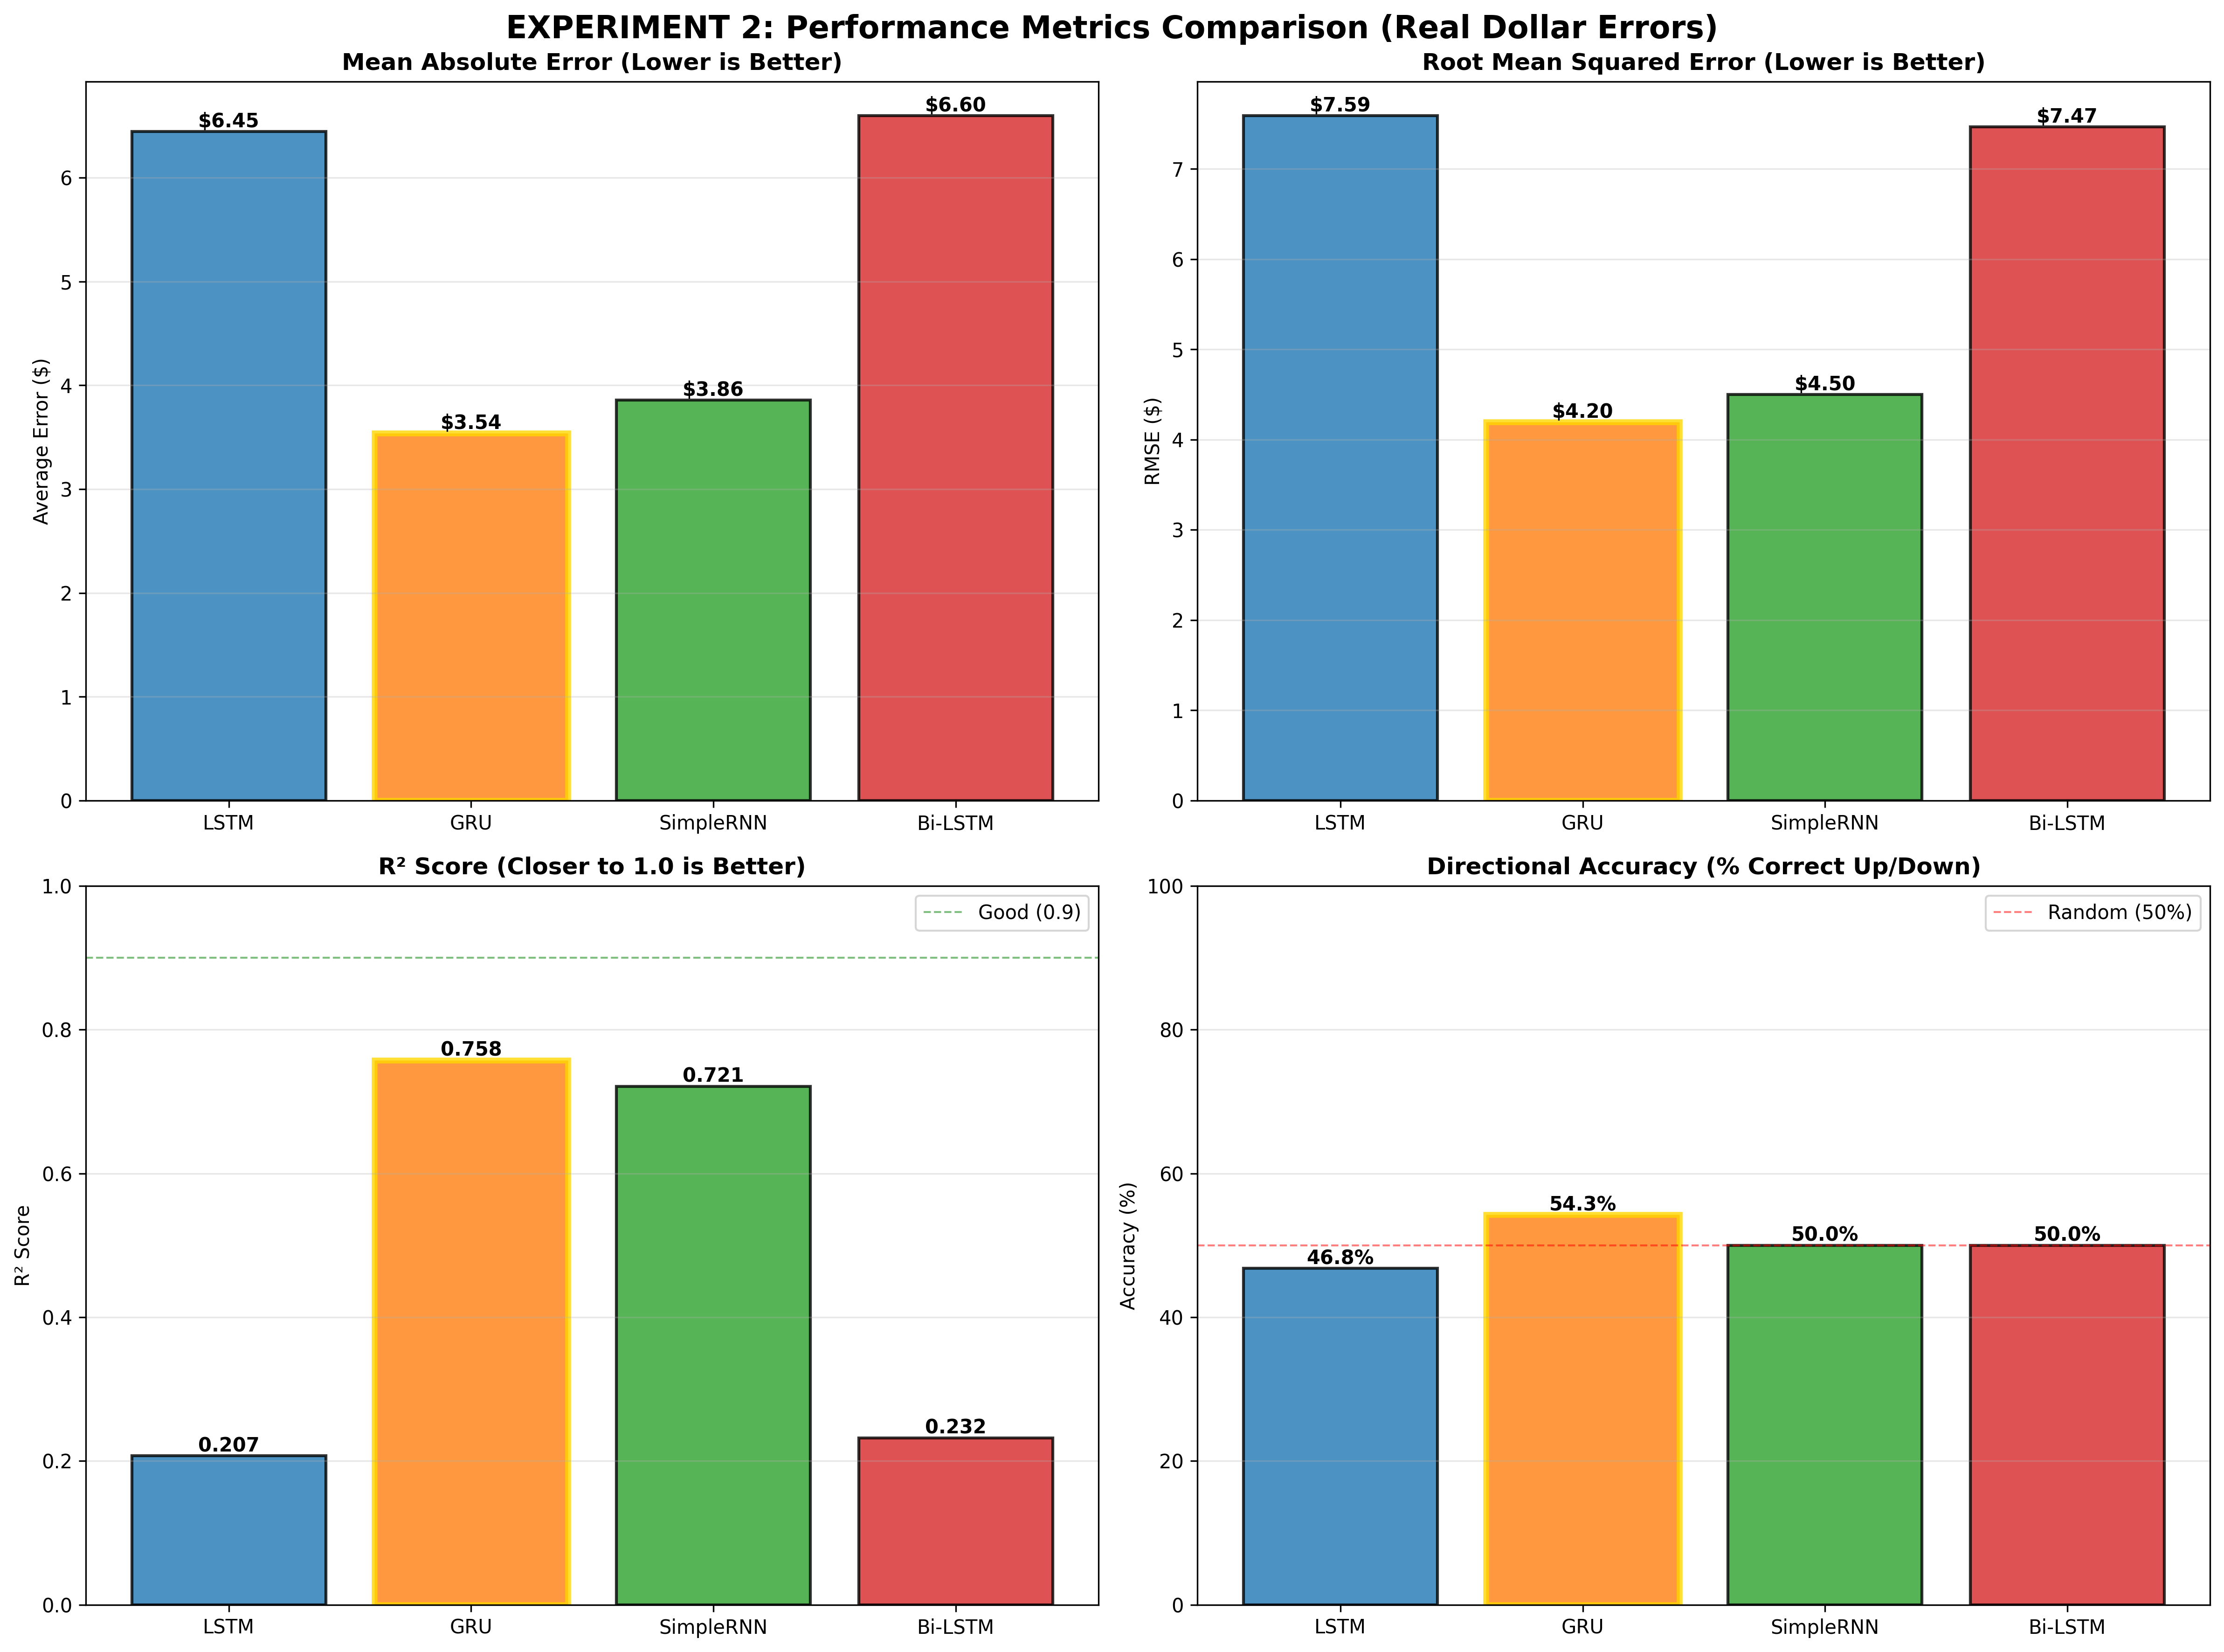 EXPERIMENT 2: Performance Metrics Comparison (Real Dollar Errors)
Mean Absolute Error (Lower is Better)
Average Error ($)
6
5
4
3
2
1
0
$6.45
$3.54
$3.86
$6.60
LSTM
GRU
SimpleRNN
Bi-LSTM
Root Mean Squared Error (Lower is Better)
RMSE ($)
7
6
5
4
3
2
1
0
$7.59
$4.20
$4.50
$7.47
LSTM
GRU
SimpleRNN
Bi-LSTM
R² Score (Closer to 1.0 is Better)
R² Score
1.0
0.8
0.6
0.4
0.2
0.0
Good (0.9)
0.207
0.758
0.721
0.232
LSTM
GRU
SimpleRNN
Bi-LSTM
Directional Accuracy (% Correct Up/Down)
Accuracy (%)
100
80
60
40
20
0
Random (50%)
46.8%
54.3%
50.0%
50.0%
LSTM
GRU
SimpleRNN
Bi-LSTM